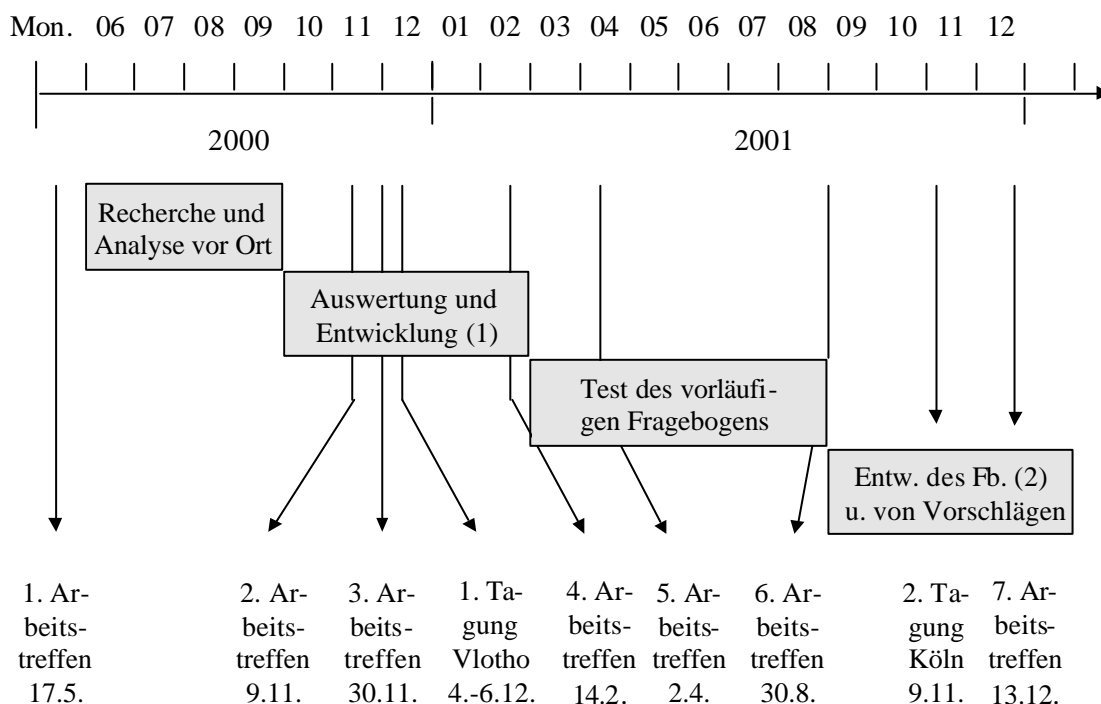 Mon. 06 07 08 09 10 11 12 01 02 03 04 05 06 07 08 09 10 11 12
2000
2001
Recherche und
Analyse vor Ort
Auswertung und
Entwicklung (1)
Test des vorläufi-
gen Fragebogens
Entw. des Fb. (2)
u. von Vorschlägen
1. Ar-
beits-
treffen
17.5.
2. Ar-
beits-
treffen
9.11.
3. Ar-
beits-
treffen
30.11.
1. Ta-
gung
Vlotho
4.-6.12.
4. Ar-
beits-
treffen
14.2.
5. Ar-
beits-
treffen
2.4.
6. Ar-
beits-
treffen
30.8.
2. Ta-
gung
Köln
9.11.
7. Ar-
beits-
treffen
13.12.